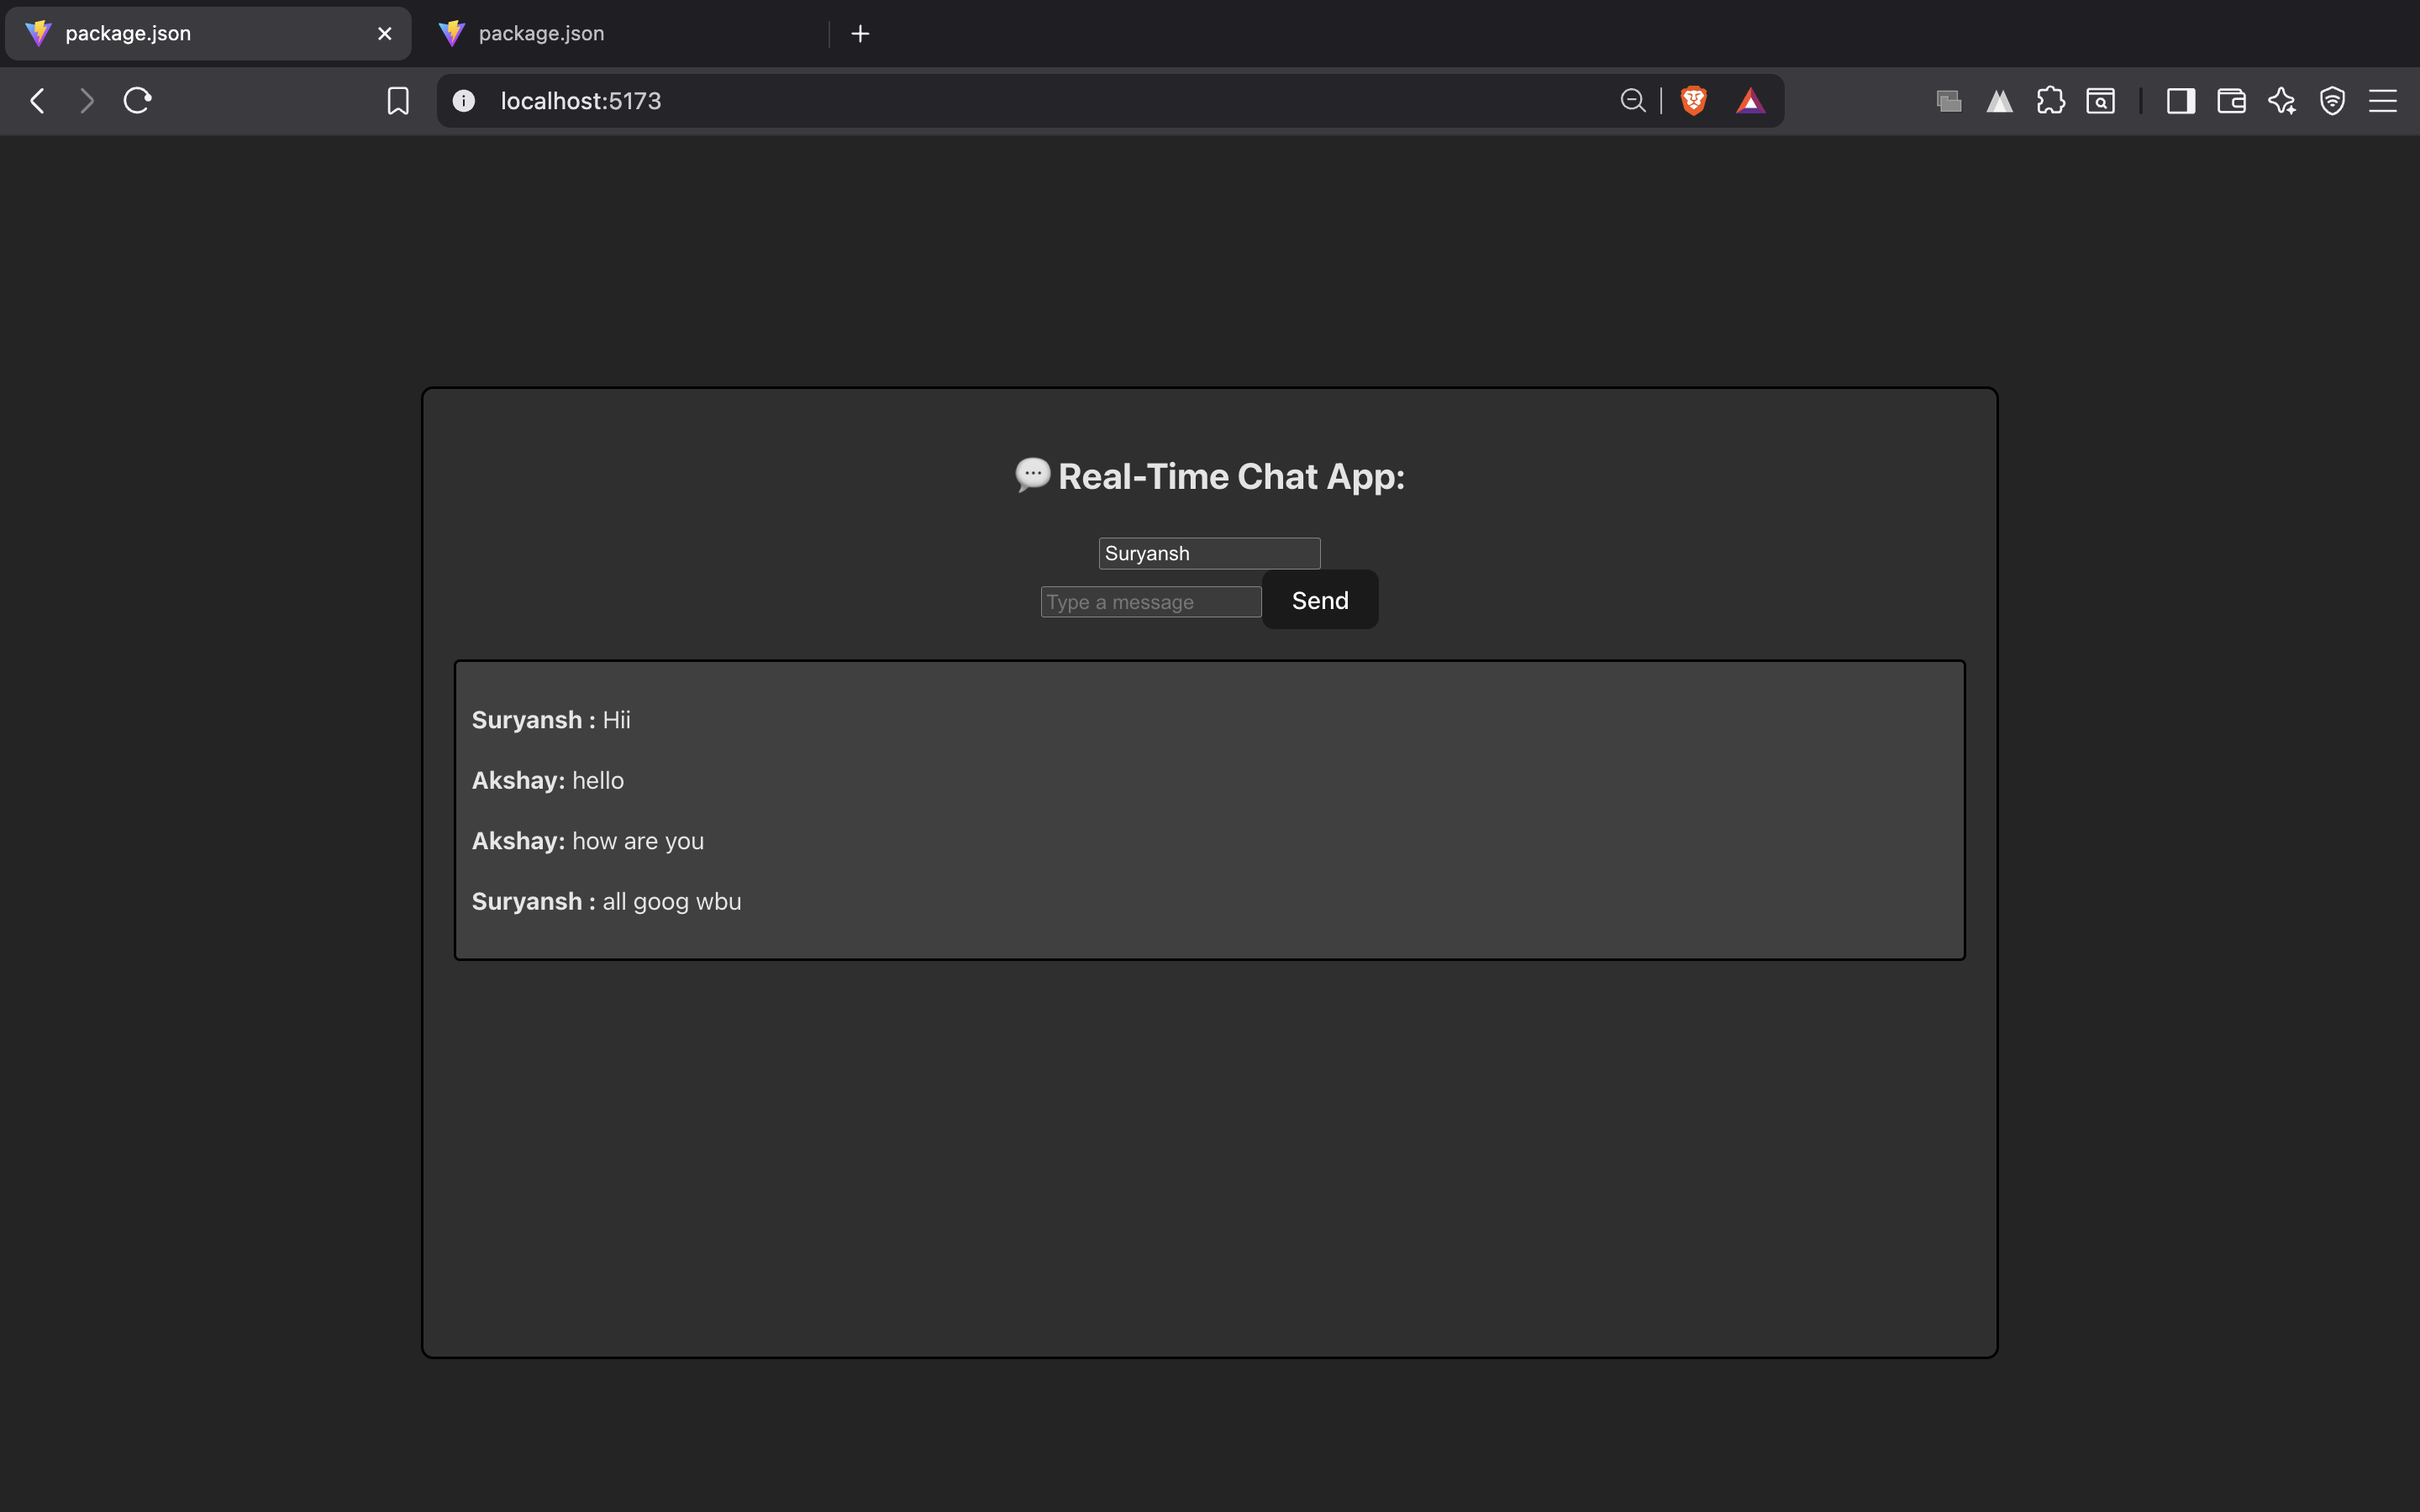 package.json
package.json
localhost:5173
💬 Real-Time Chat App:
Suryansh
Type a message
Send
Suryansh : Hii
Akshay: hello
Akshay: how are you
Suryansh : all goog wbu